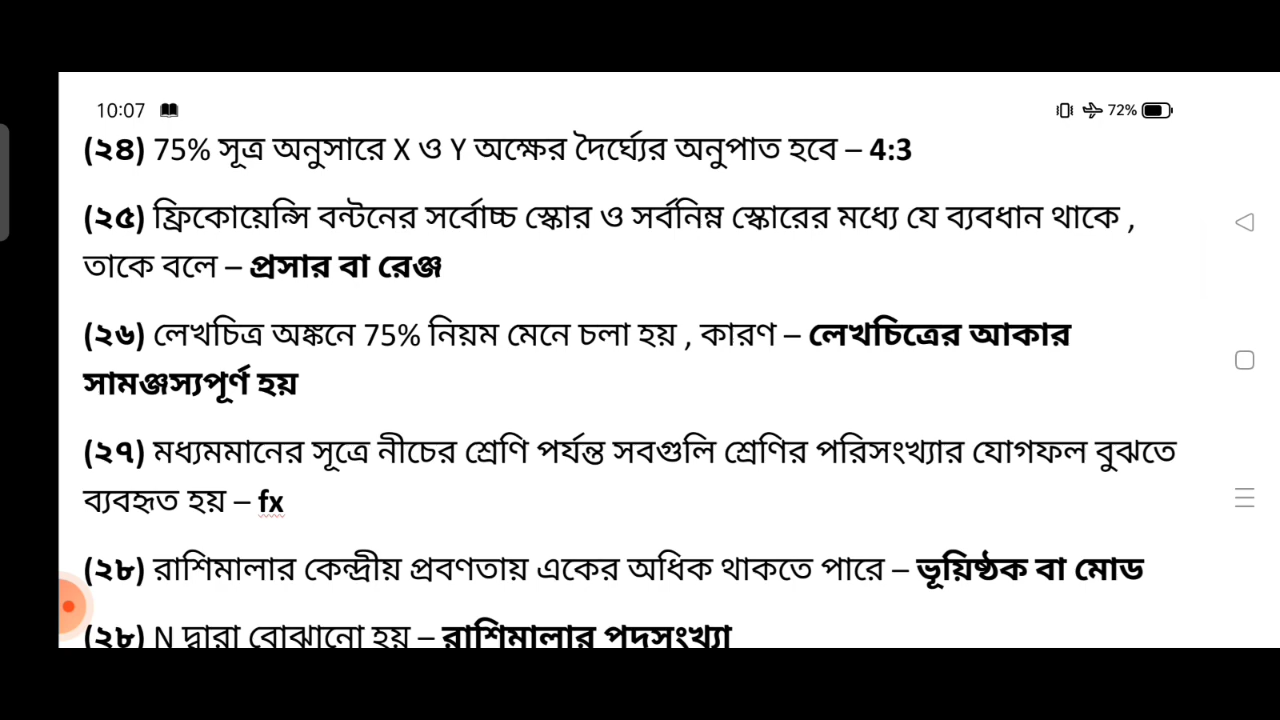 10:07
72%
(২৪) 75% সূত্র অনুসারে X ও Y অক্ষের দৈর্ঘ্যের অনুপাত হবে – 4:3
(২৫) ফ্রিকোয়েন্সি বন্টনের সর্বোচ্চ স্কোর ও সর্বনিম্ন স্কোরের মধ্যে যে ব্যবধান থাকে ,
তাকে বলে – প্রসার বা রেঞ্জ
(২৬) লেখচিত্র অঙ্কনে 75% নিয়ম মেনে চলা হয় , কারণ – লেখচিত্রের আকার
সামঞ্জস্যপূর্ণ হয়
(২৭) মধ্যমমানের সূত্রে নীচের শ্রেণি পর্যন্ত সবগুলি শ্রেণির পরিসংখ্যার যোগফল বুঝতে
ব্যবহৃত হয় – fx
(২৮) রাশিমালার কেন্দ্রীয় প্রবণতায় একের অধিক থাকতে পারে – ভূয়িষ্ঠক বা মোড
(২৮) N দ্বারা বোঝানো হয় – রাশিমালার পদসংখ্যা